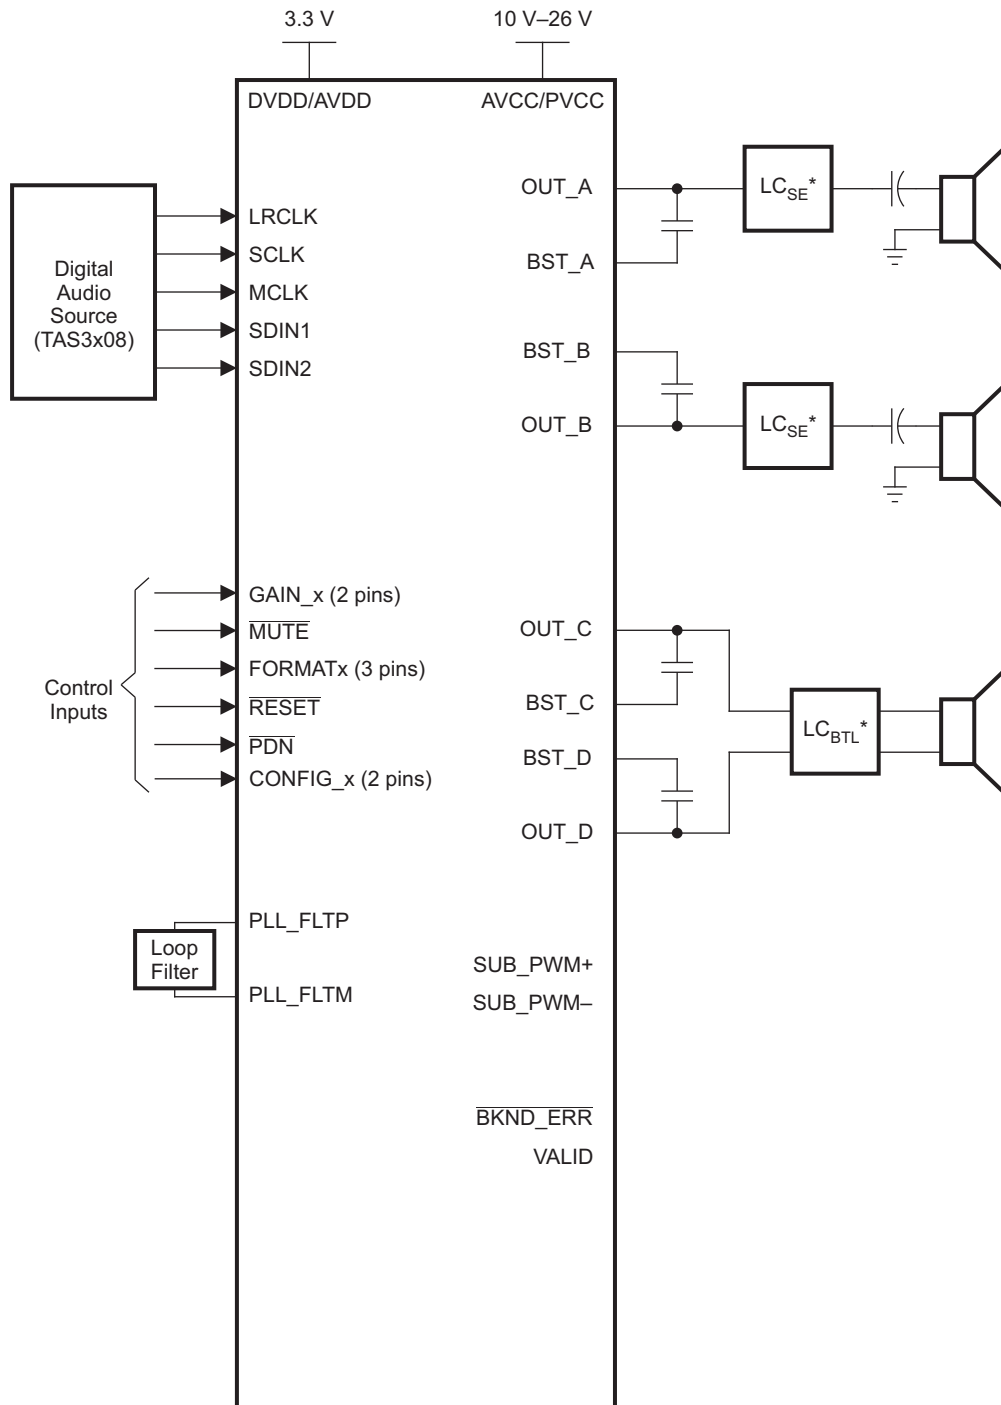 3.3 V
10 V–26 V
DVDD/AVDD
AVCC/PVCC
Digital
Audio
Source
(TAS3x08)
LRCLK
SCLK
MCLK
SDIN1
SDIN2
OUT_A
BST_A
BST_B
OUT_B
LCSE*
LCSE*
Control
Inputs
GAIN_x (2 pins)
MUTE
FORMATx (3 pins)
RESET
PDN
CONFIG_x (2 pins)
OUT_C
BST_C
BST_D
OUT_D
LCBTL*
PLL_FLTP
Loop
Filter
PLL_FLTM
SUB_PWM+
SUB_PWM–
BKND_ERR
VALID